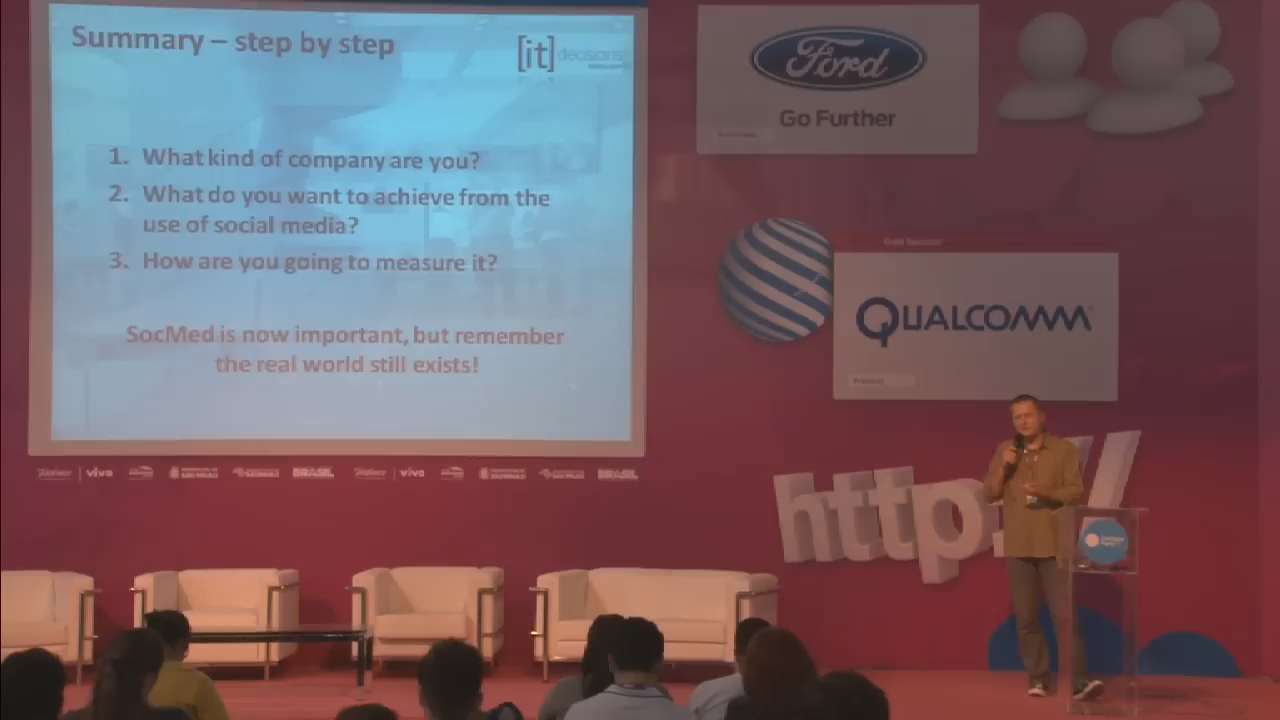 Summary – step by step
[it] decisions
1. What kind of company are you?
2. What do you want to achieve from the
use of social media?
3. How are you going to measure it?
SocMed is now important, but remember
the real world still exists!
Ford
Go Further
QUALCOMM
http://
vivo
BRASIL
vivo
BRASIL